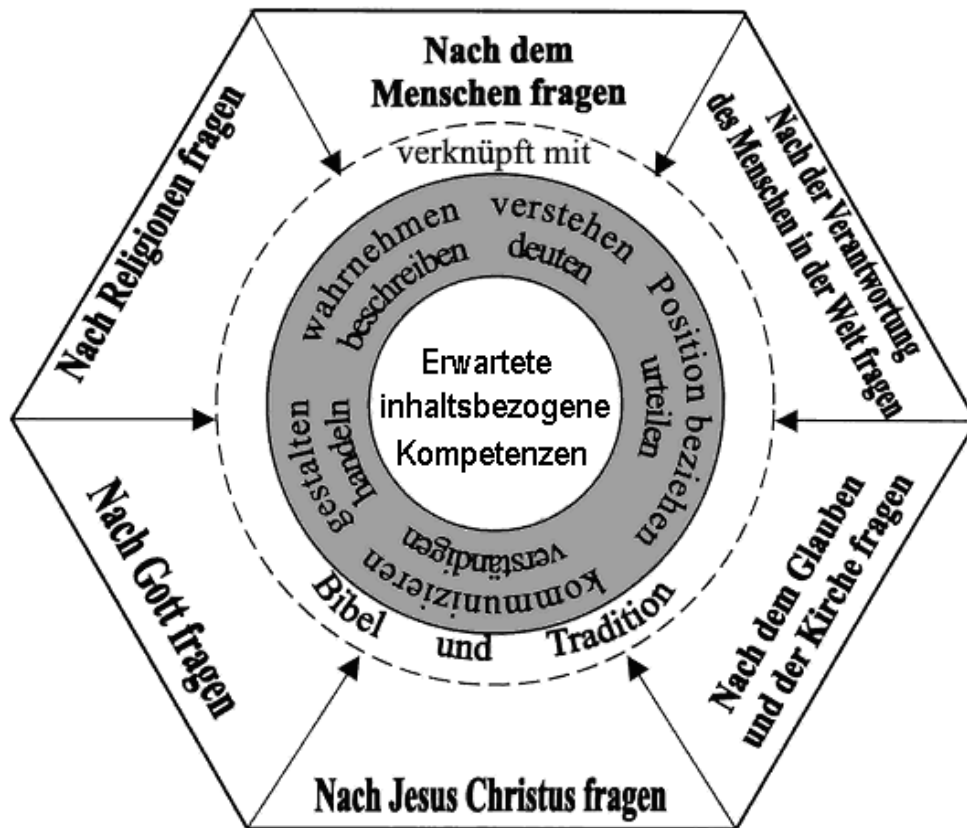 Nach dem
Menschen fragen
Nach der Verantwortung
des Menschen in der Welt fragen
Nach dem Glauben
und der Kirche fragen
Nach Jesus Christus fragen
Nach Gott fragen
Nach Religionen fragen
verknüpft mit
Bibel und Tradition
wahrnehmen
beschreiben
verstehen
deuten
Position beziehen
urteilen
kommunizieren
verständigen
gestalten
handeln
Erwartete
inhaltsbezogene
Kompetenzen